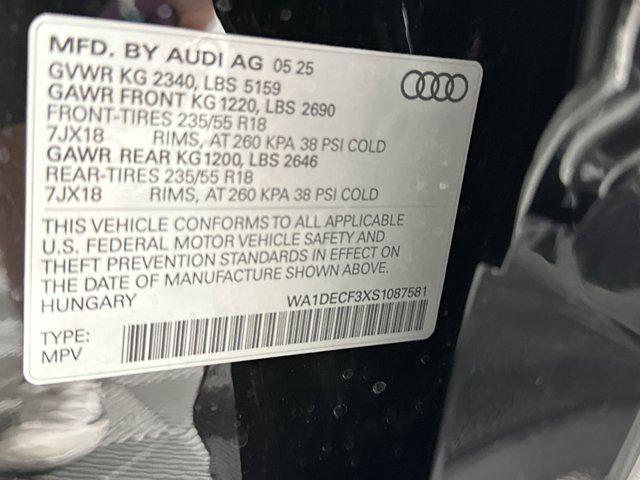 MFD. BY AUDI AG 05 25
GVWR KG 2340, LBS 5159
GAWR FRONT KG 1220, LBS 2690
FRONT-TIRES 235/55 R18
7JX18 RIMS, AT 260 KPA 38 PSI COLD
GAWR REAR KG1200, LBS 2646
REAR-TIRES 235/55 R18
7JX18 RIMS, AT 260 KPA 38 PSI COLD
THIS VEHICLE CONFORMS TO ALL APPLICABLE
U.S. FEDERAL MOTOR VEHICLE SAFETY AND
THEFT PREVENTION STANDARDS IN EFFECT ON
THE DATE OF MANUFACTURE SHOWN ABOVE.
HUNGARY WA1DECF3XS1087581
TYPE:
MPV